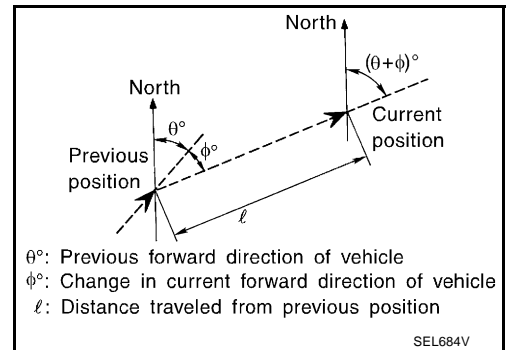 North
(θ+ϕ)°
North
θ°
ϕ°
Current
position
Previous
position
ℓ
θ°: Previous forward direction of vehicle
ϕ°: Change in current forward direction of vehicle
ℓ: Distance traveled from previous position
SEL684V